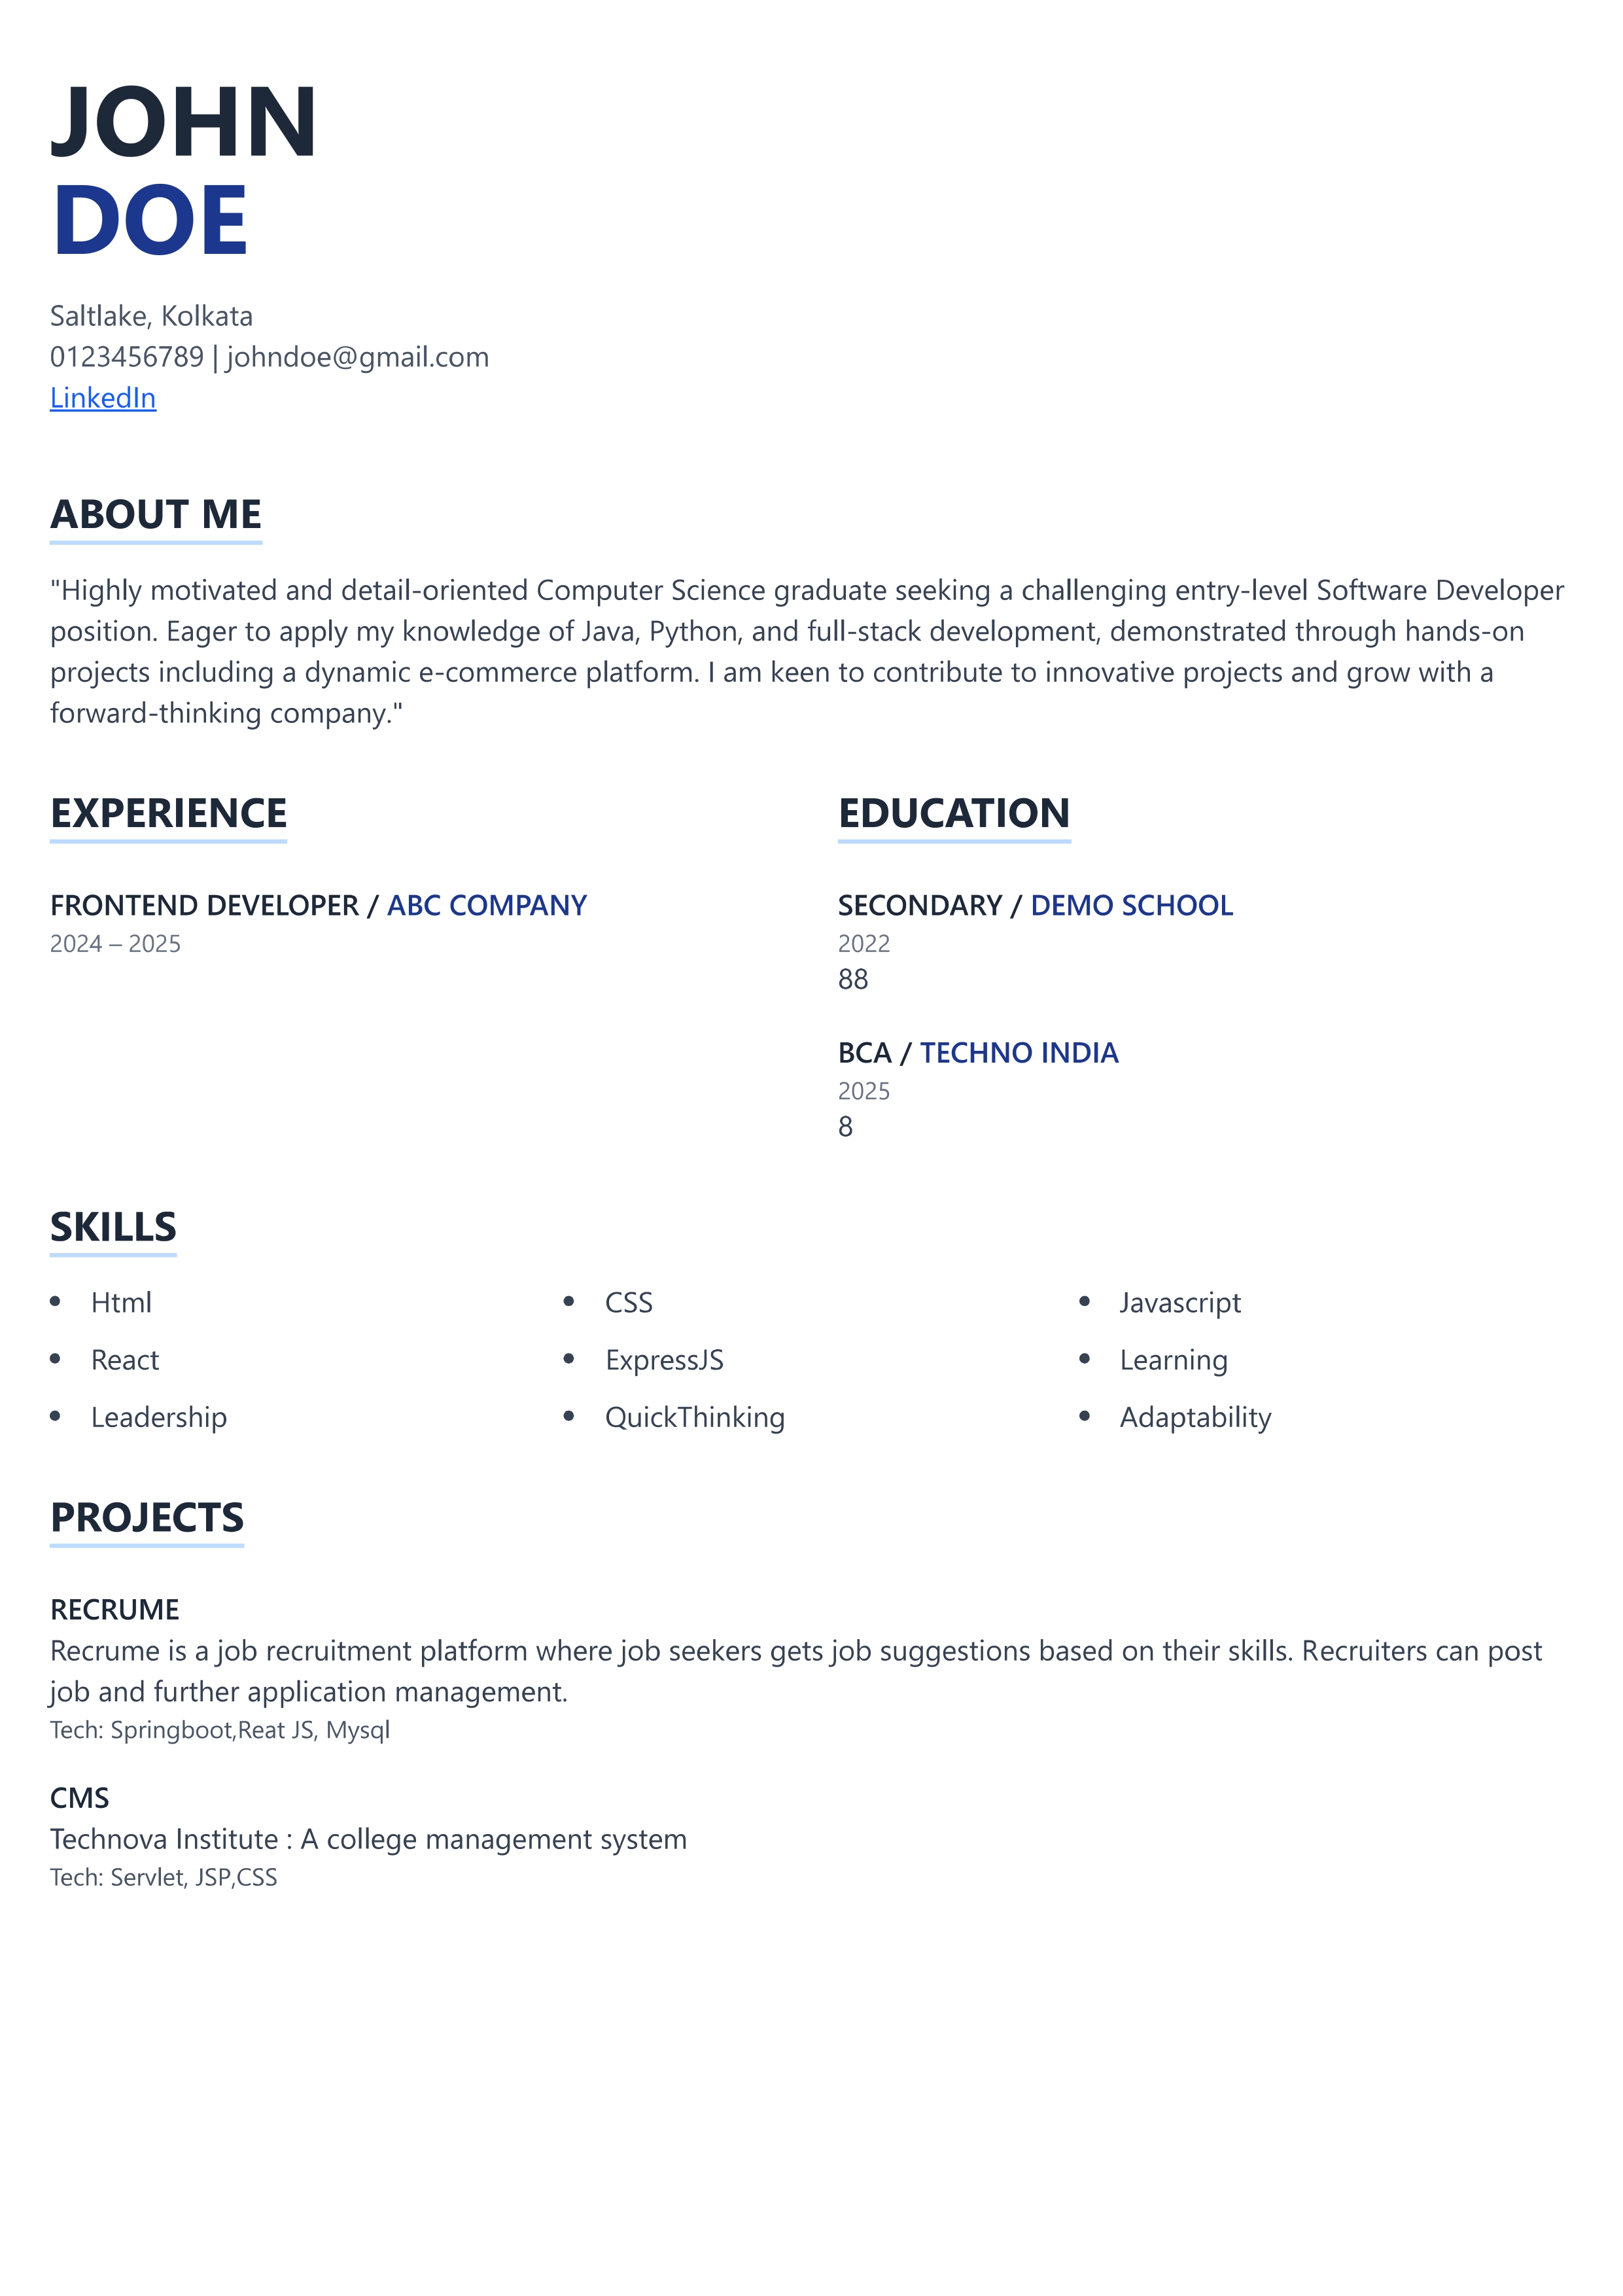 JOHN
DOE
Saltlake, Kolkata
0123456789 | johndoe@gmail.com
LinkedIn
ABOUT ME
"Highly motivated and detail-oriented Computer Science graduate seeking a challenging entry-level Software Developer
position. Eager to apply my knowledge of Java, Python, and full-stack development, demonstrated through hands-on
projects including a dynamic e-commerce platform. I am keen to contribute to innovative projects and grow with a
forward-thinking company."
EXPERIENCE
FRONTEND DEVELOPER / ABC COMPANY
2024 – 2025
EDUCATION
SECONDARY / DEMO SCHOOL
2022
88
BCA / TECHNO INDIA
2025
8
SKILLS
• Html
• CSS
• Javascript
• React
• ExpressJS
• Learning
• Leadership
• QuickThinking
• Adaptability
PROJECTS
RECRUME
Recrume is a job recruitment platform where job seekers gets job suggestions based on their skills. Recruiters can post
job and further application management.
Tech: Springboot,Reat JS, Mysql
CMS
Technova Institute : A college management system
Tech: Servlet, JSP,CSS